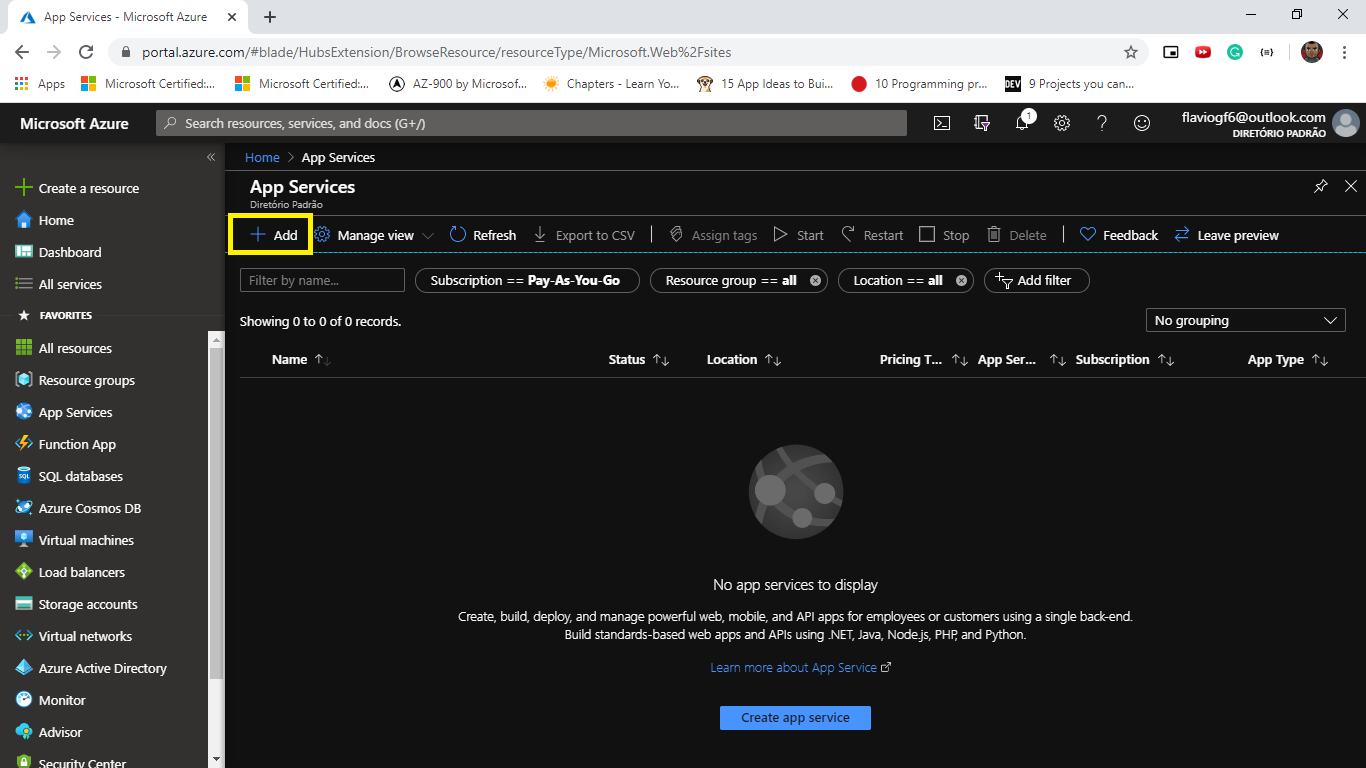 App Services - Microsoft Azure
portal.azure.com/#blade/HubsExtension/BrowseResource/resourceType/Microsoft.Web%2Fsites
Apps Microsoft Certified:... Microsoft Certified:... AZ-900 by Microsof... Chapters - Learn Yo... 15 App Ideas to Bui... 10 Programming pr... DEV 9 Projects you can...
Microsoft Azure Search resources, services, and docs (G+/) 1 flaviogf6@outlook.com
DIRETÓRIO PADRÃO
Home > App Services
App Services
Diretório Padrão
Add Manage view Refresh Export to CSV Assign tags Start Restart Stop Delete Feedback Leave preview
Filter by name... Subscription == Pay-As-You-Go Resource group == all Location == all Add filter
Showing 0 to 0 of 0 records. No grouping
Name Status Location Pricing T... App Ser... Subscription App Type
No app services to display
Create, build, deploy, and manage powerful web, mobile, and API apps for employees or customers using a single back-end.
Build standards-based web apps and APIs using .NET, Java, Node.js, PHP, and Python.
Learn more about App Service
Create app service
Create a resource
Home
Dashboard
All services
FAVORITES
All resources
Resource groups
App Services
Function App
SQL databases
Azure Cosmos DB
Virtual machines
Load balancers
Storage accounts
Virtual networks
Azure Active Directory
Monitor
Advisor
Security Center